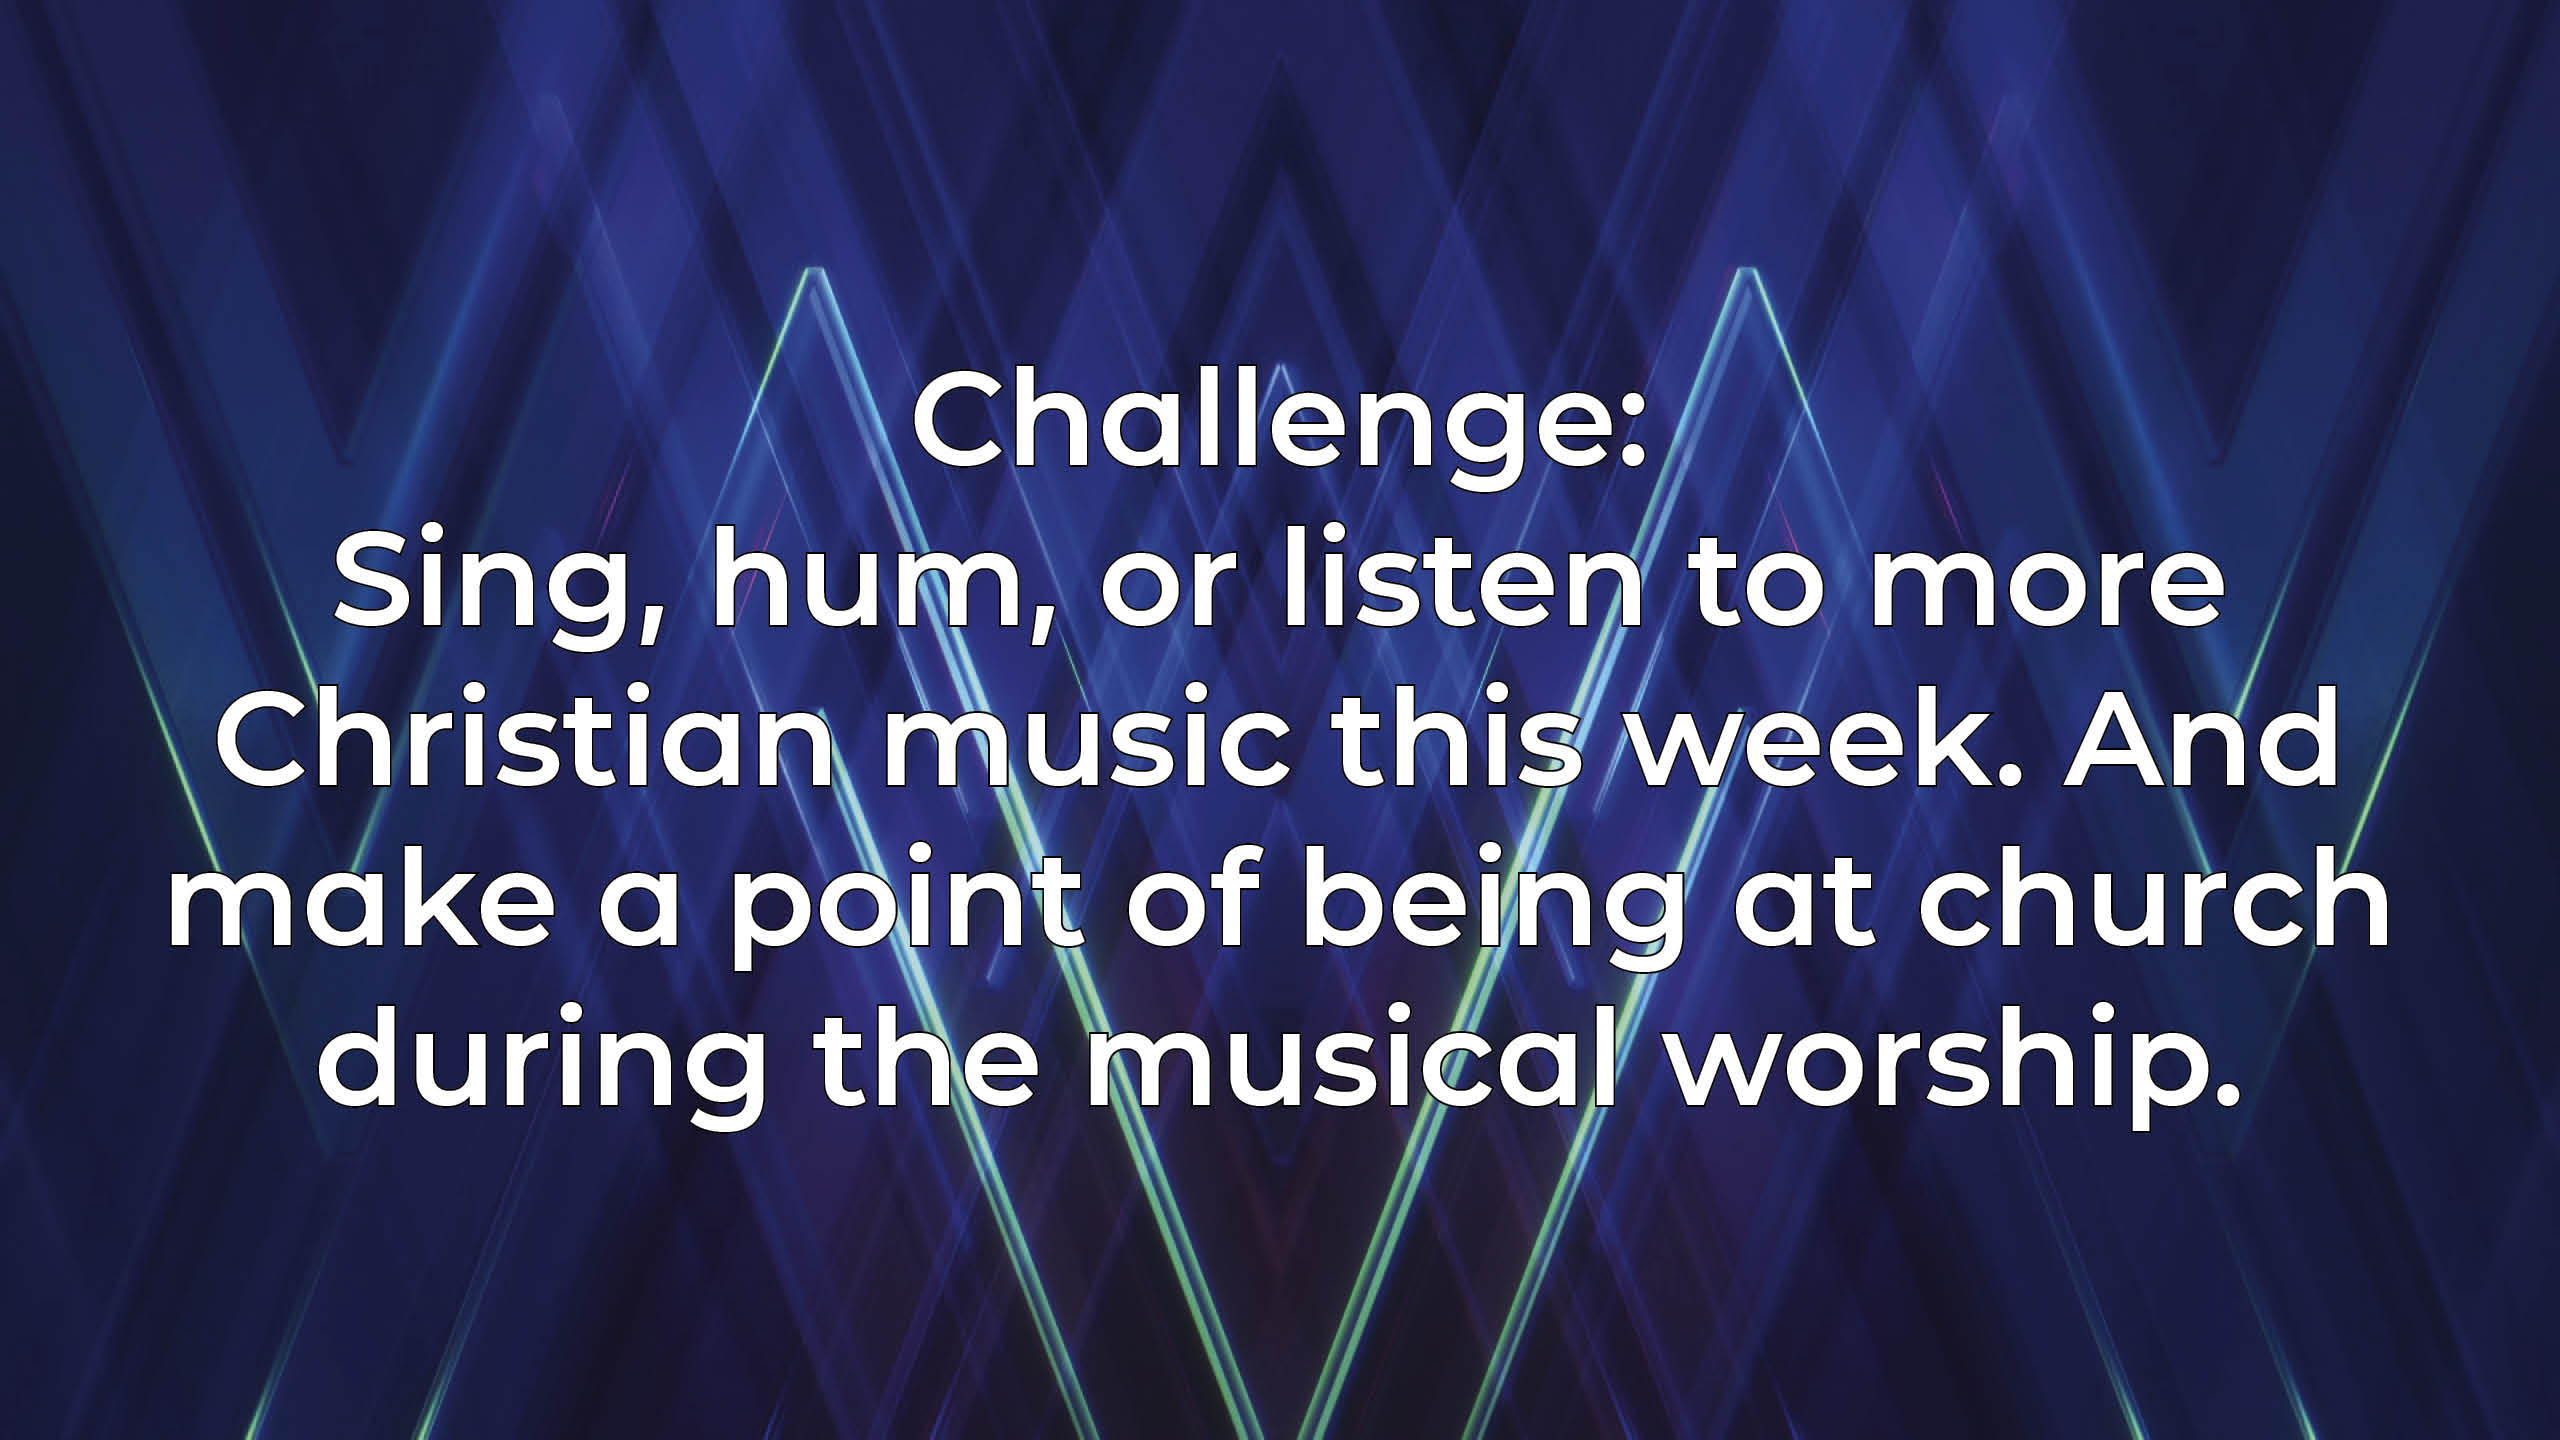 Challenge:
Sing, hum, or listen to more
Christian music this week. And
make a point of being at church
during the musical worship.